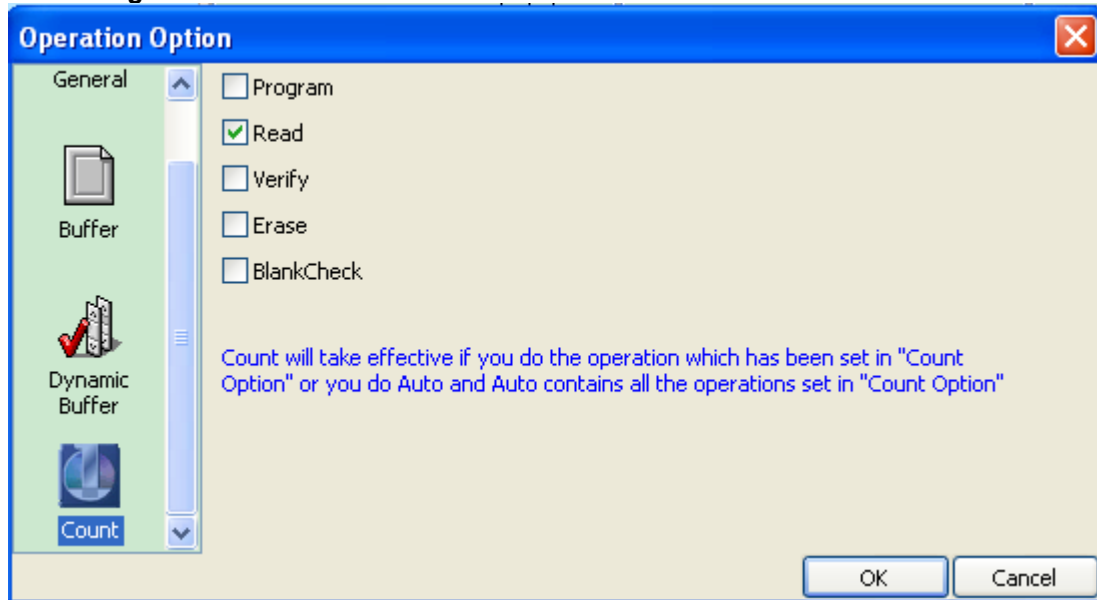 Operation Option
General
Buffer
Dynamic
Buffer
Count
Program
Read
Verify
Erase
BlankCheck
Count will take effective if you do the operation which has been set in "Count
Option" or you do Auto and Auto contains all the operations set in "Count Option"
OK
Cancel